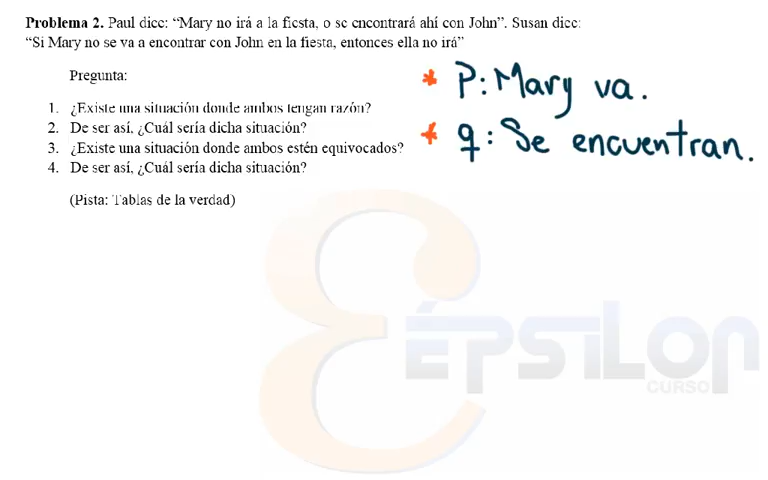 Problema 2. Paul dice: “Mary no irá a la fiesta, o se encontrará ahí con John”. Susan dice:
“Si Mary no se va a encontrar con John en la fiesta, entonces ella no irá”
Pregunta:
* P: Mary va.
1. ¿Existe una situación donde ambos tengan razón?
2. De ser así, ¿Cuál sería dicha situación?
* q: Se encuentran.
3. ¿Existe una situación donde ambos estén equivocados?
4. De ser así, ¿Cuál sería dicha situación?
(Pista: Tablas de la verdad)
ÉPSILON
CURSO